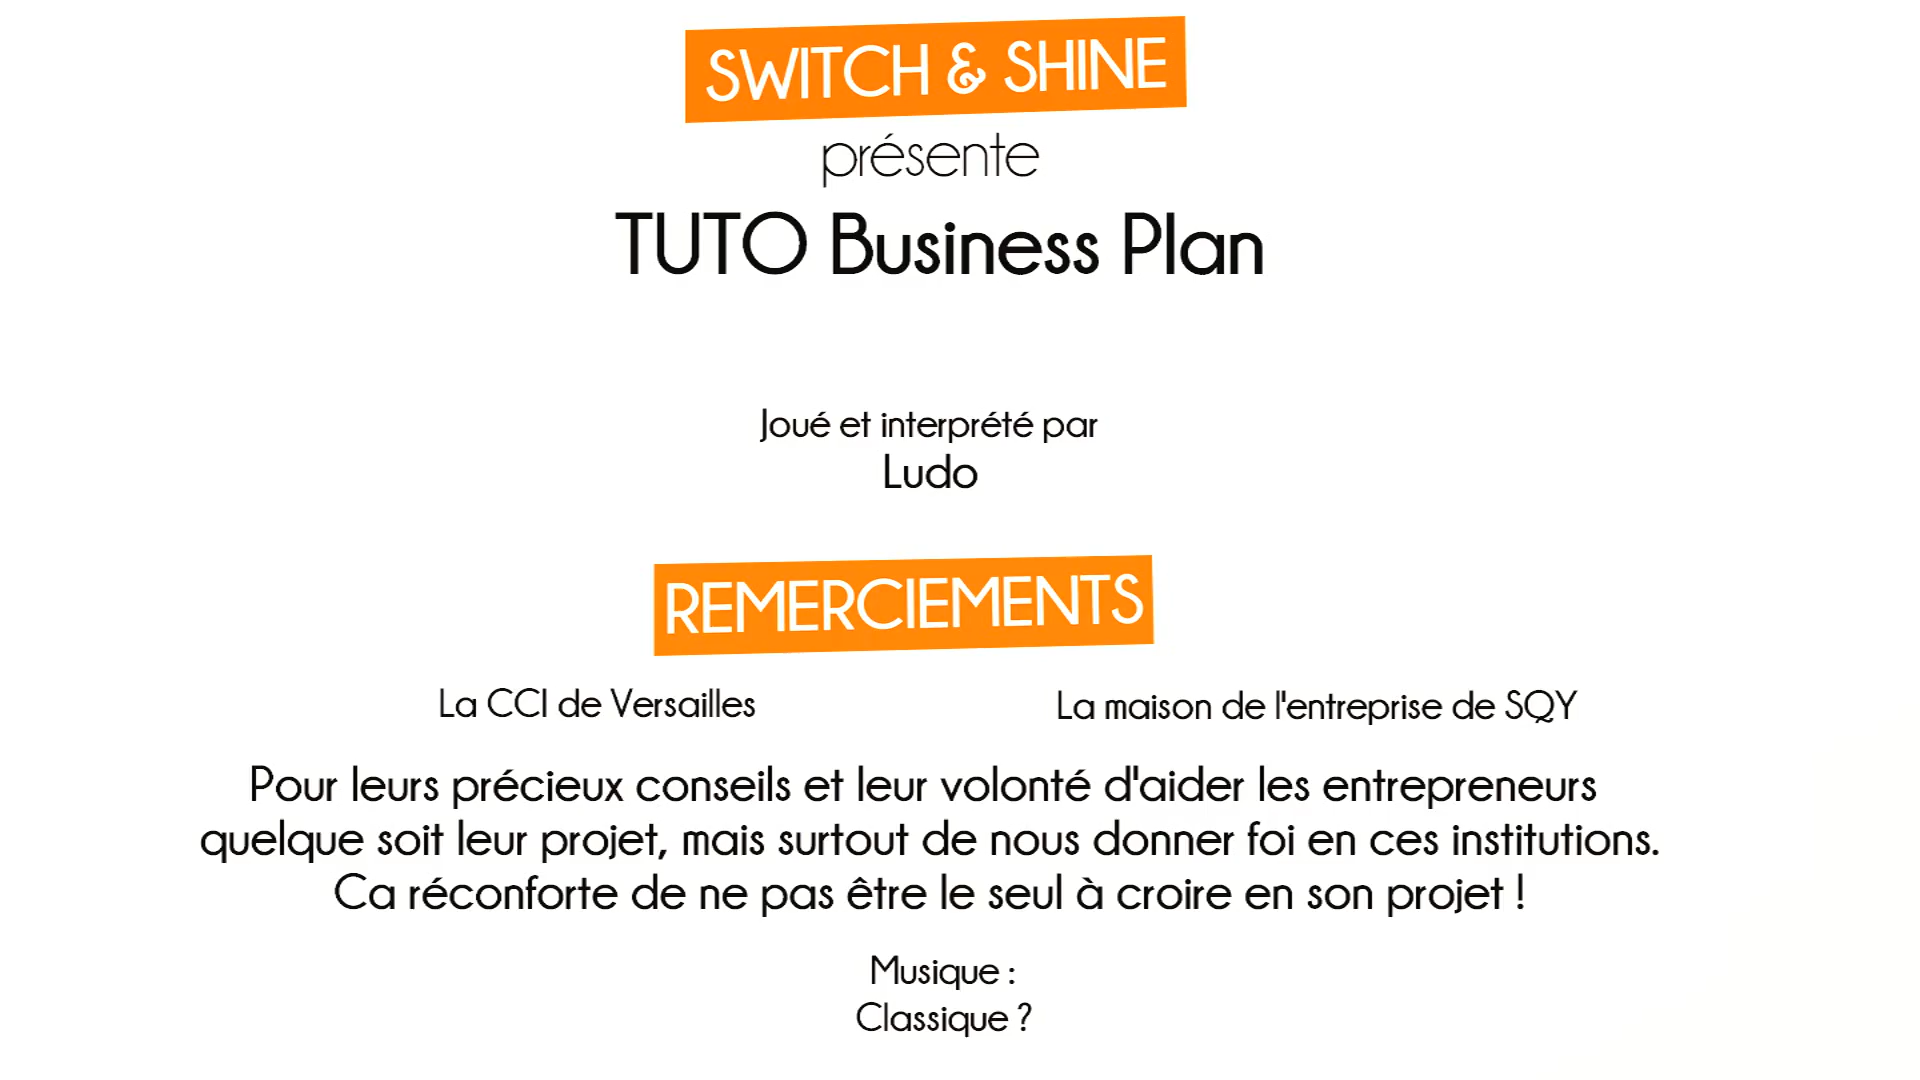 SWITCH & SHINE
présente
TUTO Business Plan
Joué et interprété par
Ludo
REMERCIEMENTS
La CCI de Versailles
La maison de l'entreprise de SQY
Pour leurs précieux conseils et leur volonté d'aider les entrepreneurs
quelque soit leur projet, mais surtout de nous donner foi en ces institutions.
Ca réconforte de ne pas être le seul à croire en son projet !
Musique :
Classique ?